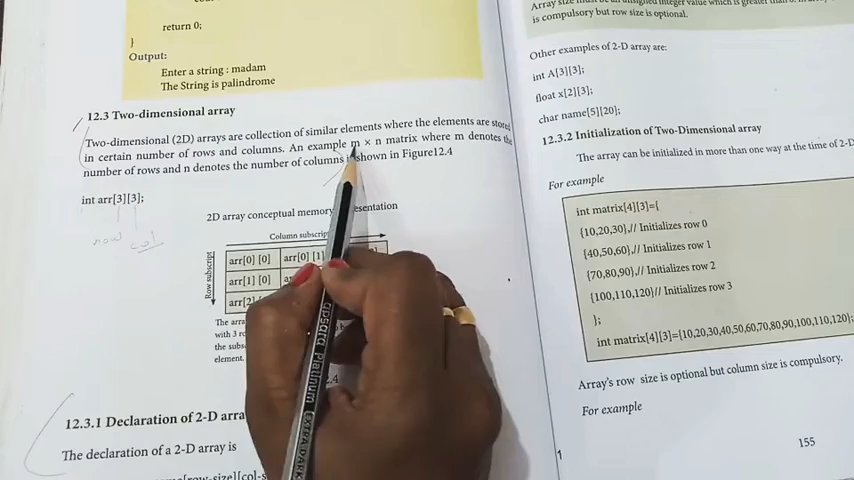 return 0;
}
Output:
Enter a string : madam
The String is palindrome
12.3 Two-dimensional array
Two-dimensional (2D) arrays are collection of similar elements where the elements are stored
in certain number of rows and columns. An example m × n matrix where m denotes the
number of rows and n denotes the number of columns is shown in Figure12.4
int arr[3][3];
row col
2D array conceptual memory
Column
Row subscript
arr[0] [0] arr[0] [1]
arr[1] [0]
arr[2]
The
with 3
the
element.
12.3.1 Declaration of 2-D
The declaration of a 2-D array is
apsara Platinum EXTRA DARK
Array size must be an unsigned integer value which is greater than
is compulsory but row size is optional.
Other examples of 2-D array are:
int A[3][3];
float x[2][3];
char name[5][20];
12.3.2 Initialization of Two-Dimensional array
The array can be initialized in more than one way at the time of 2-D
For example
int matrix[4][3]={
{10,20,30},// Initializes row 0
{40,50,60},// Initializes row 1
{70,80,90},// Initializes row 2
{100,110,120}// Initializes row 3
};
int matrix[4][3]={10,20,30,40,50,60,70,80,90,100,110,120};
Array's row size is optional but column size is compulsory.
For example
155